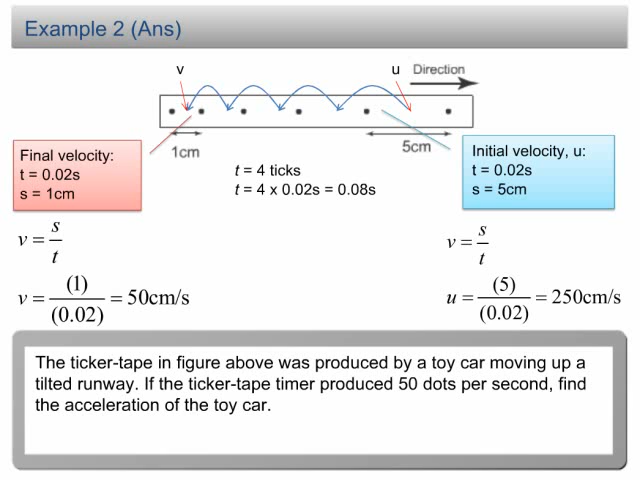 Example 2 (Ans)
v
u
Direction
1cm
5cm
Final velocity:
t = 0.02s
s = 1cm
t = 4 ticks
t = 4 x 0.02s = 0.08s
Initial velocity, u:
t = 0.02s
s = 5cm
v = s/t
v = (1)/(0.02) = 50cm/s
v = s/t
u = (5)/(0.02) = 250cm/s
The ticker-tape in figure above was produced by a toy car moving up a
tilted runway. If the ticker-tape timer produced 50 dots per second, find
the acceleration of the toy car.